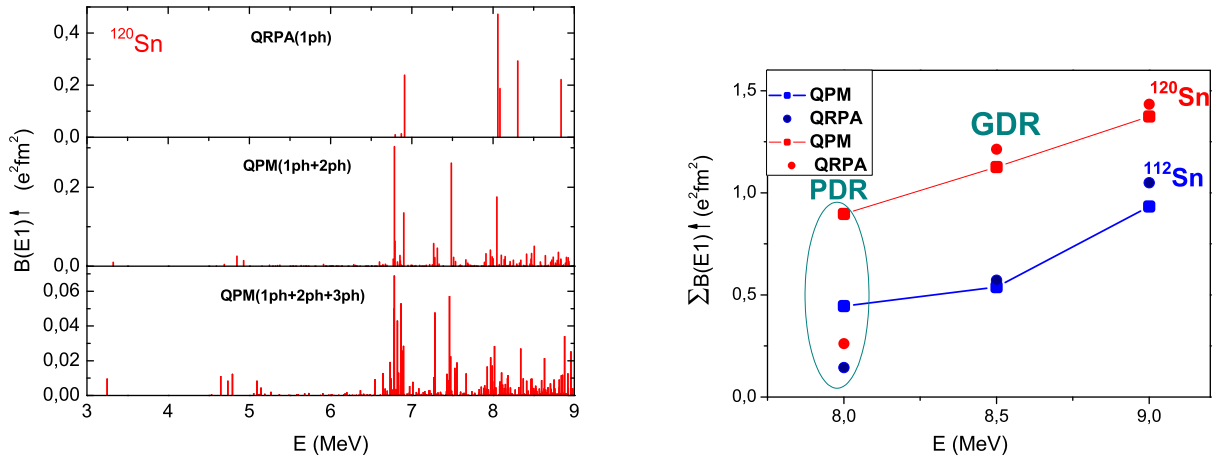 ¹²⁰Sn
QRPA(1ph)
0,4
0,2
0,0
QPM(1ph+2ph)
0,2
0,0
QPM(1ph+2ph+3ph)
0,06
0,04
0,02
0,00
B(E1)↑ (e²fm²)
3 4 5 6 7 8 9
E (MeV)
QPM
QRPA
QPM
QRPA
PDR
GDR
¹²⁰Sn
¹¹²Sn
1,5
1,0
0,5
0,0
∑B(E1)↑(e²fm²)
8,0 8,5 9,0
E (MeV)